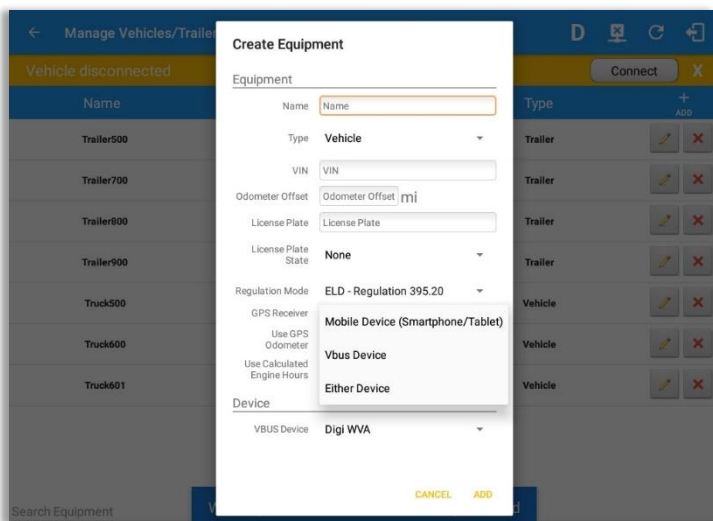 Manage Vehicles/Trailer
D
Vehicle disconnected
Connect
X
Name
Type
+
ADD
Trailer500
Trailer
Trailer700
Trailer
Trailer800
Trailer
Trailer900
Trailer
Truck500
Vehicle
Truck600
Vehicle
Truck601
Vehicle
Search Equipment
Create Equipment
Equipment
Name Name
Type Vehicle
VIN VIN
Odometer Offset Odometer Offset mi
License Plate License Plate
License Plate
State
None
Regulation Mode ELD - Regulation 395.20
GPS Receiver
Mobile Device (Smartphone/Tablet)
Use GPS
Odometer
Vbus Device
Use Calculated
Engine Hours
Either Device
Device
VBUS Device Digi WVA
CANCEL ADD